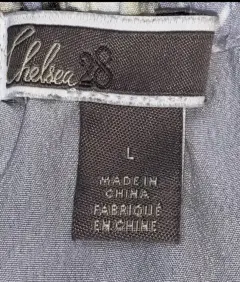 Chelsea28
L
MADE IN
CHINA
FABRIQUÉ
EN CHINE